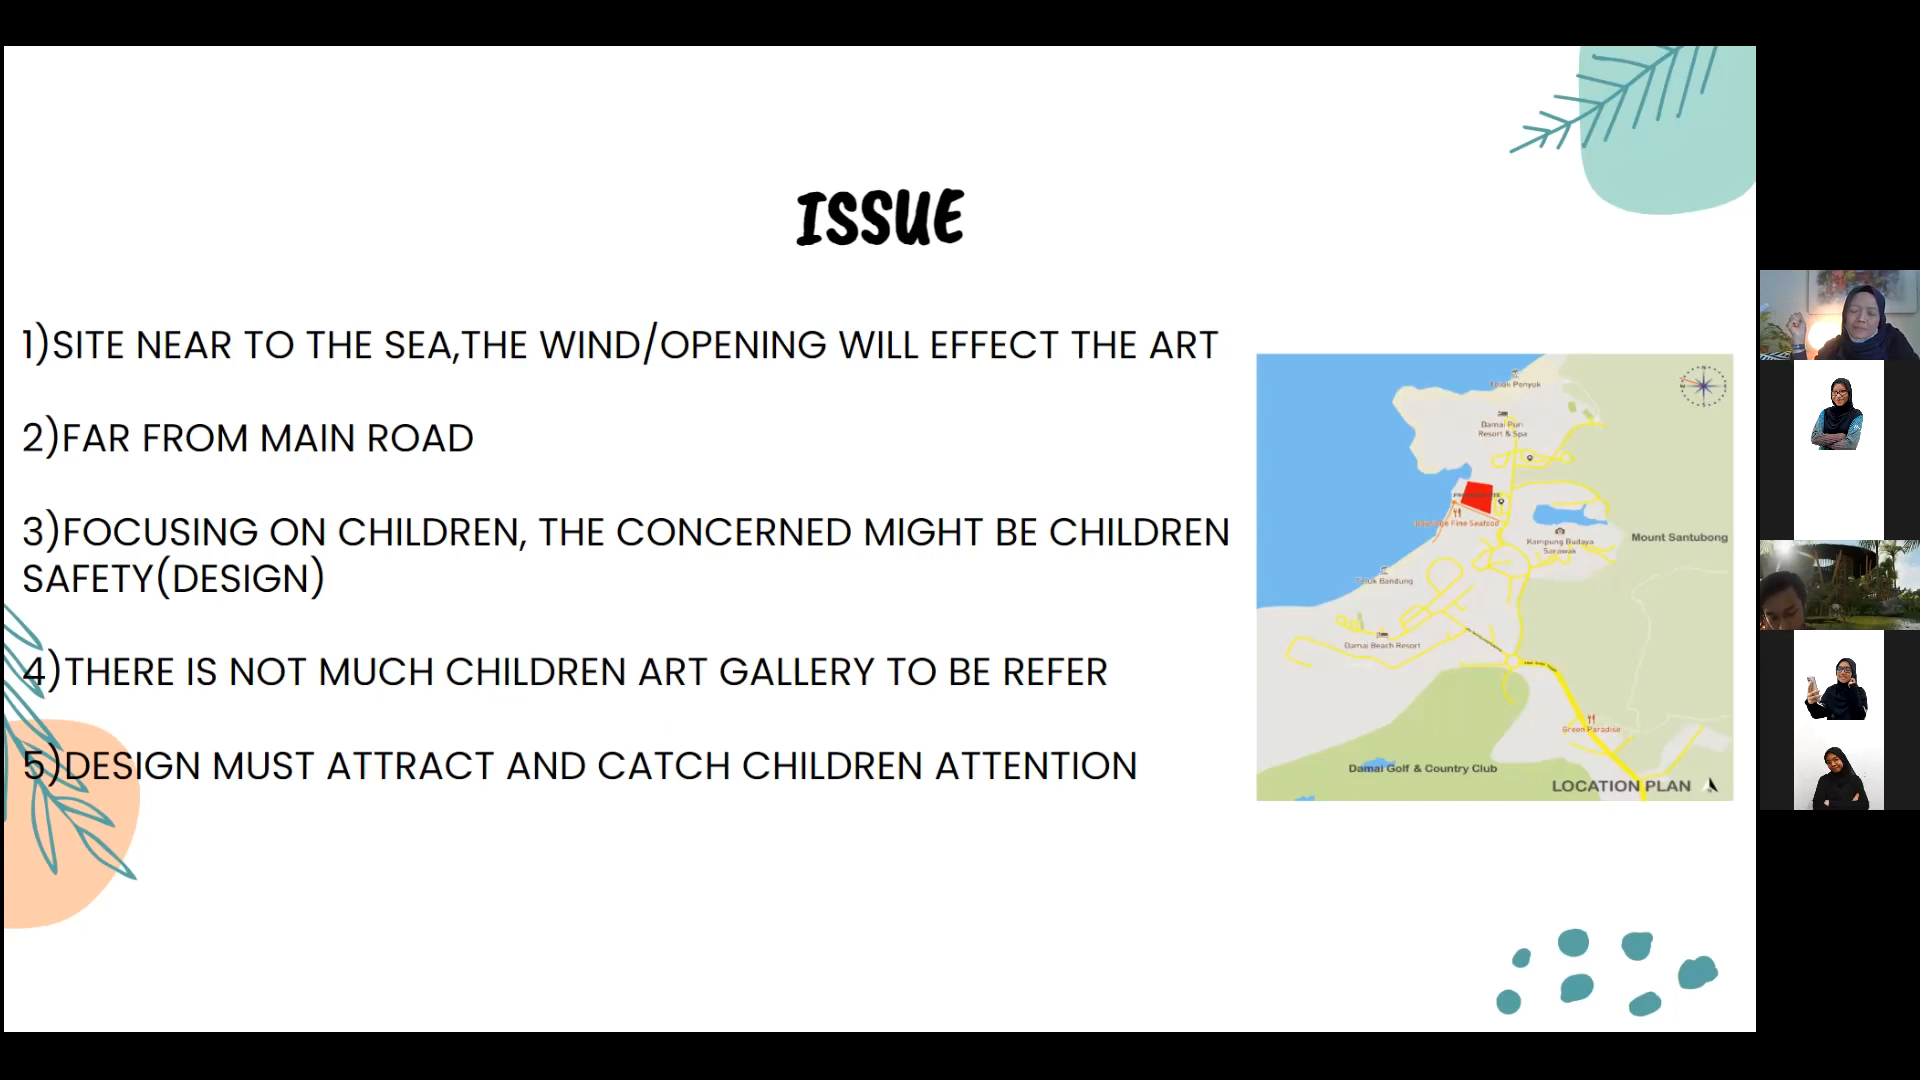 ISSUE
1)SITE NEAR TO THE SEA,THE WIND/OPENING WILL EFFECT THE ART
2)FAR FROM MAIN ROAD
3)FOCUSING ON CHILDREN, THE CONCERNED MIGHT BE CHILDREN
SAFETY(DESIGN)
4)THERE IS NOT MUCH CHILDREN ART GALLERY TO BE REFER
5)DESIGN MUST ATTRACT AND CATCH CHILDREN ATTENTION
Teluk Penyuk
Damai Puri
Resort & Spa
Fine Seafood
Kampung Budaya
Sarawak
Mount Santubong
Teluk Bandung
Damai Beach Resort
Green Paradise
Damai Golf & Country Club
LOCATION PLAN